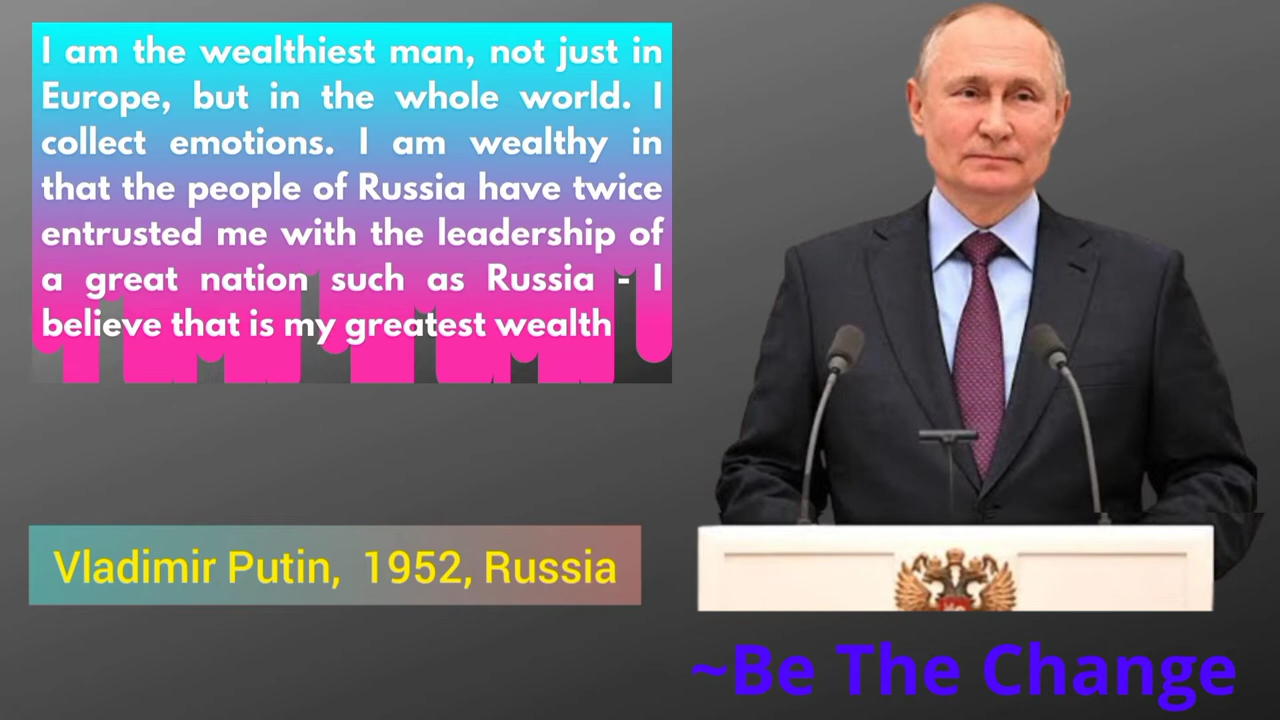 I am the wealthiest man, not just in
Europe, but in the whole world. I
collect emotions. I am wealthy in
that the people of Russia have twice
entrusted me with the leadership of
a great nation such as Russia - I
believe that is my greatest wealth
Vladimir Putin, 1952, Russia
~Be The Change